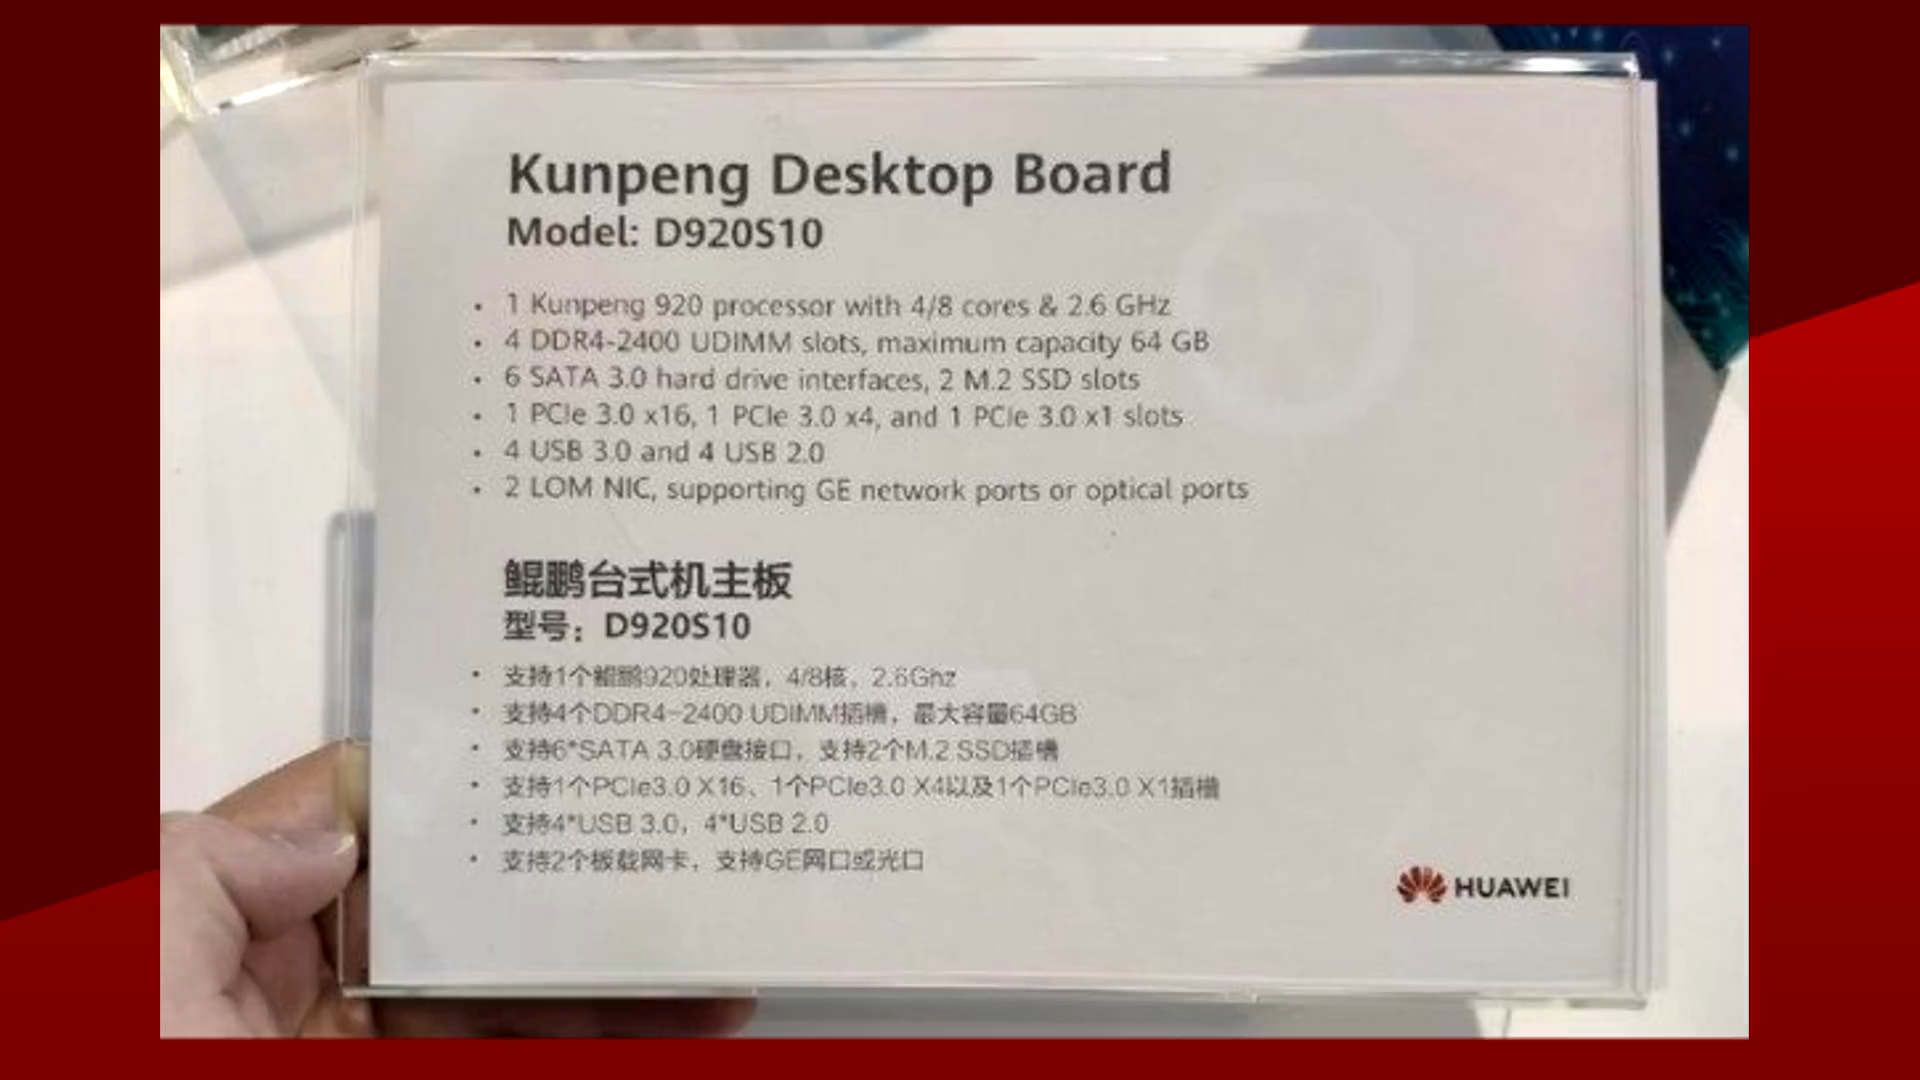 Kunpeng Desktop Board
Model: D920S10
• 1 Kunpeng 920 processor with 4/8 cores & 2.6 GHz
• 4 DDR4-2400 UDIMM slots, maximum capacity 64 GB
• 6 SATA 3.0 hard drive interfaces, 2 M.2 SSD slots
• 1 PCIe 3.0 x16, 1 PCIe 3.0 x4, and 1 PCIe 3.0 x1 slots
• 4 USB 3.0 and 4 USB 2.0
• 2 LOM NIC, supporting GE network ports or optical ports
鲲鹏台式机主板
型号：D920S10
• 支持1个鲲鹏920处理器，4/8核，2.6Ghz
• 支持4个DDR4-2400 UDIMM插槽，最大容量64GB
• 支持6*SATA 3.0硬盘接口，支持2个M.2 SSD插槽
• 支持1个PCIe3.0 X16、1个PCIe3.0 X4以及1个PCIe3.0 X1插槽
• 支持4*USB 3.0，4*USB 2.0
• 支持2个板载网卡，支持GE网口或光口
HUAWEI